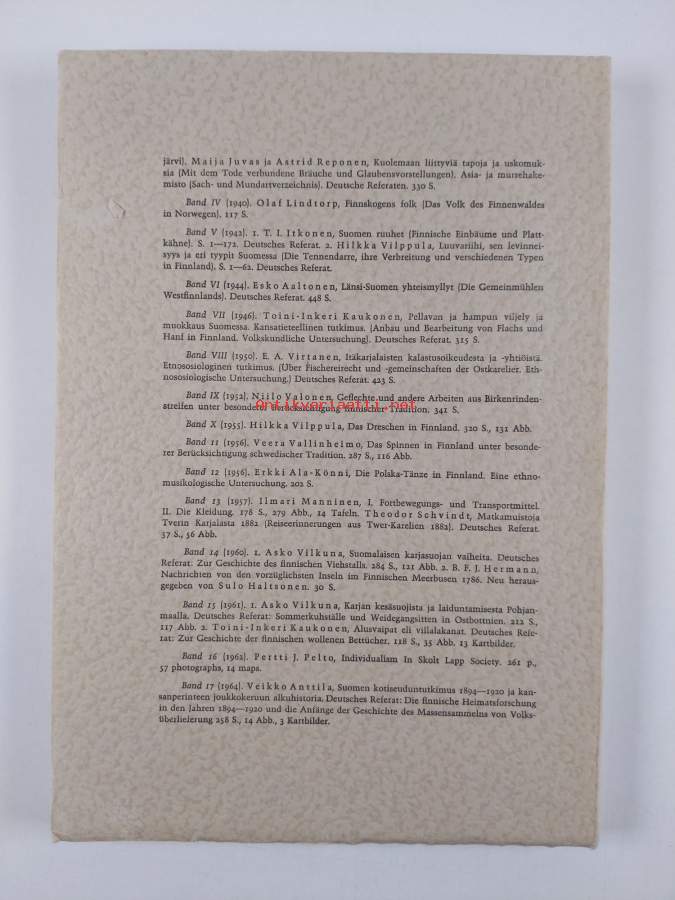 järvi). Maija Juvas ja Astrid Reponen, Kuolemaan liittyviä tapoja ja uskomuk-
sia (Mit dem Tode verbundene Bräuche und Glaubensvorstellungen). Asia- ja murrehake-
misto (Sach- und Mundartverzeichnis). Deutsche Referaten. 330 S.
Band IV (1940). Olaf Lindtorp, Finnskogens folk (Das Volk des Finnenwaldes
in Norwegen). 117 S.
Band V (1942). 1. T. I. Itkonen, Suomen ruuhet (Finnische Einbäume und Platt-
kähne). S. 1—172. Deutsches Referat. 2. Hilkka Vilppula, Luuvariihi, sen levinnei-
syys ja eri tyypit Suomessa (Die Tennendarre, ihre Verbreitung und verschiedenen Typen
in Finnland). S. 1—62. Deutsches Referat.
Band VI (1944). Esko Aaltonen, Länsi-Suomen yhteismyllyt (Die Gemeinmühlen
Westfinnlands). Deutsches Referat. 448 S.
Band VII (1946). Toini-Inkeri Kaukonen, Pellavan ja hampun viljely ja
muokkaus Suomessa. Kansatieteellinen tutkimus. (Anbau und Bearbeitung von Flachs und
Hanf in Finnland. Volkskundliche Untersuchung). Deutsches Referat. 315 S.
Band VIII (1950). E. A. Virtanen, Itäkarjalaisten kalastusoikeudesta ja -yhtiöistä.
Etnososiologinen tutkimus. (Über Fischereirecht und -gemeinschaften der Ostkarelier. Eth-
nososiologische Untersuchung.) Deutsches Referat. 423 S.
Band IX (1952). Niilo Valonen, Geflechte und andere Arbeiten aus Birkenrinden-
streifen unter besonderer Berücksichtigung finnischer Tradition. 341 S.
antikvariaatti.net
Band X (1955). Hilkka Vilppula, Das Dreschen in Finnland. 320 S., 131 Abb.
Band 11 (1956). Veera Vallinheimo, Das Spinnen in Finnland unter besonde-
rer Berücksichtigung schwedischer Tradition. 287 S., 116 Abb.
Band 12 (1956). Erkki Ala-Könni, Die Polska-Tänze in Finnland. Eine ethno-
musikologische Untersuchung. 202 S.
Band 13 (1957). Ilmari Manninen, I, Fortbewegungs- und Transportmittel.
II. Die Kleidung. 178 S., 279 Abb., 14 Tafeln. Theodor Schvindt, Matkamuistoja
Tverin Karjalasta 1882 (Reiseerinnerungen aus Twer-Karelien 1882). Deutsches Referat.
37 S., 56 Abb.
Band 14 (1960). 1. Asko Vilkuna, Suomalaisen karjasuojan vaiheita. Deutsches
Referat: Zur Geschichte des finnischen Viehstalls. 284 S., 121 Abb. 2. B. F. J. Hermann,
Nachrichten von den vorzüglichsten Inseln im Finnischen Meerbusen 1786. Neu heraus-
gegeben von Sulo Haltsonen. 30 S.
Band 15 (1961). 1. Asko Vilkuna, Karjan kesäsuojista ja laiduntamisesta Pohjan-
maalla. Deutsches Referat: Sommerkuhställe und Weidegangsitten in Ostbottnien. 212 S.,
117 Abb. 2. Toini-Inkeri Kaukonen, Alusvaipat eli villalakanat. Deutsches Refe-
rat: Zur Geschichte der finnischen wollenen Bettücher. 118 S., 35 Abb. 13 Kartbilder.
Band 16 (1962). Pertti J. Pelto, Individualism In Skolt Lapp Society. 261 p.,
57 photographs, 14 maps.
Band 17 (1964). Veikko Anttila, Suomen kotiseuduntutkimus 1894—1920 ja kan-
sanperinteen joukkokeruun alkuhistoria. Deutsches Referat: Die finnische Heimatsforschung
in den Jahren 1894—1920 und die Anfänge der Geschichte des Massensammelns von Volks-
überlieferung 258 S., 14 Abb., 3 Kartbilder.